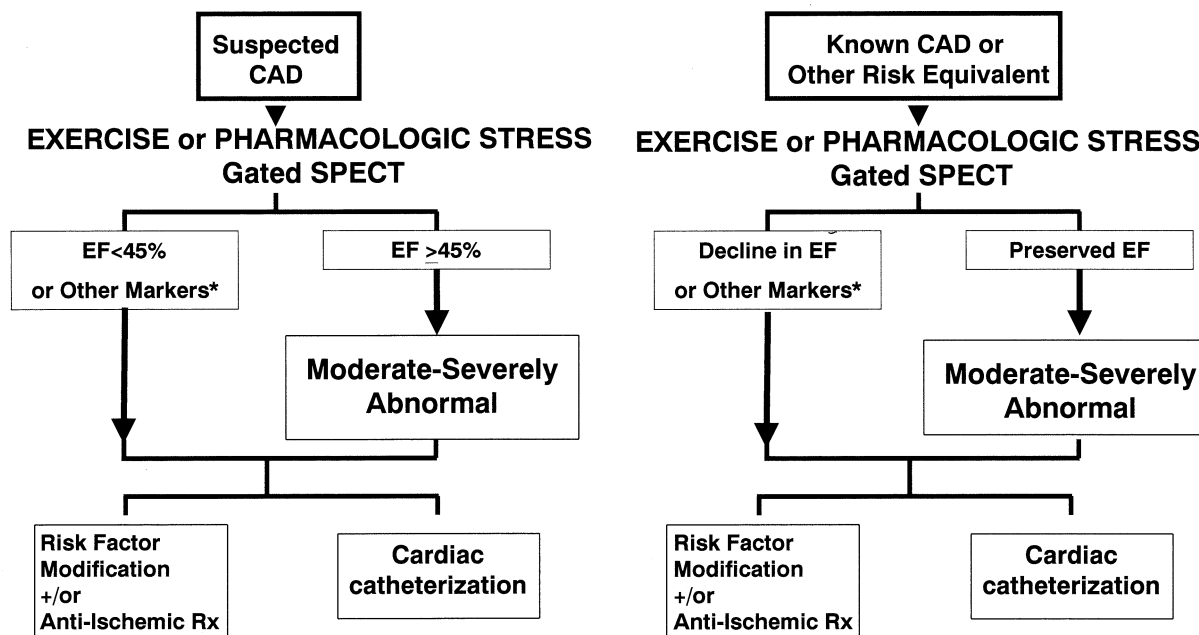 Suspected
CAD
EXERCISE or PHARMACOLOGIC STRESS
Gated SPECT
EF<45%
or Other Markers*
EF ≥45%
Moderate-Severely
Abnormal
Risk Factor
Modification
+/or
Anti-Ischemic Rx
Cardiac
catheterization
Known CAD or
Other Risk Equivalent
EXERCISE or PHARMACOLOGIC STRESS
Gated SPECT
Decline in EF
or Other Markers*
Preserved EF
Moderate-Severely
Abnormal
Risk Factor
Modification
+/or
Anti-Ischemic Rx
Cardiac
catheterization